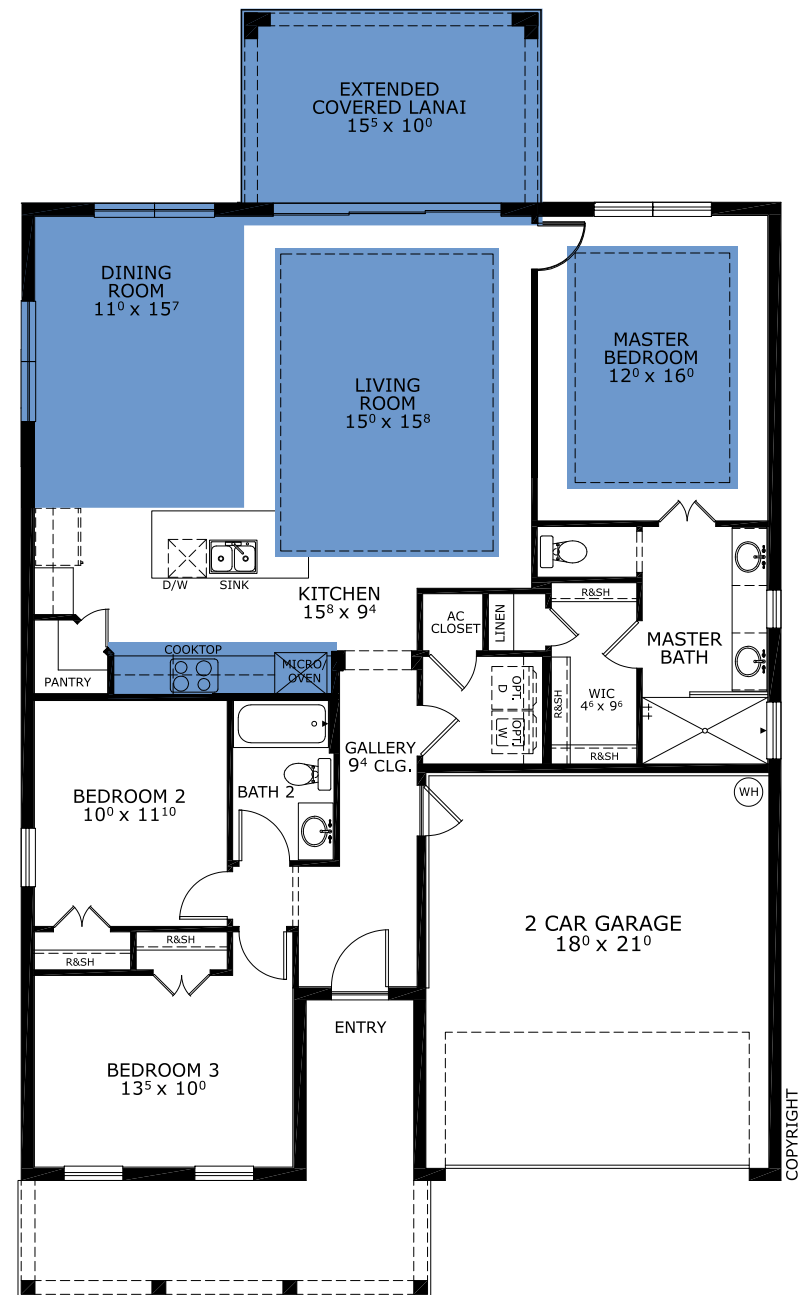 EXTENDED
COVERED LANAI
15⁵ x 10⁰
DINING
ROOM
11⁰ x 15⁷
LIVING
ROOM
15⁰ x 15⁸
MASTER
BEDROOM
12⁰ x 16⁰
D/W
SINK
KITCHEN
15⁸ x 9⁴
COOKTOP
MICRO/
OVEN
PANTRY
AC
CLOSET
LINEN
R&SH
MASTER
BATH
WIC
4⁶ x 9⁶
R&SH
R&SH
OPT.
D
OPT.
W
GALLERY
9⁴ CLG.
BATH 2
BEDROOM 2
10⁰ x 11¹⁰
WH
2 CAR GARAGE
18⁰ x 21⁰
R&SH
R&SH
ENTRY
BEDROOM 3
13⁵ x 10⁰
COPYRIGHT